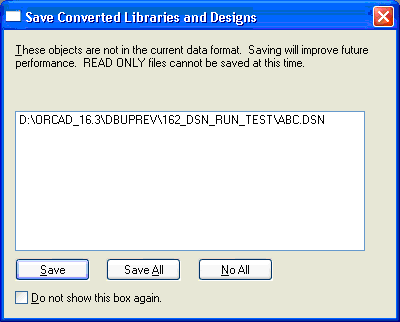 Save Converted Libraries and Designs
These objects are not in the current data format. Saving will improve future
performance. READ ONLY files cannot be saved at this time.
D:\ORCAD_16.3\DBUPREV\162_DSN_RUN_TEST\ABC.DSN
Save Save All No All
Do not show this box again.